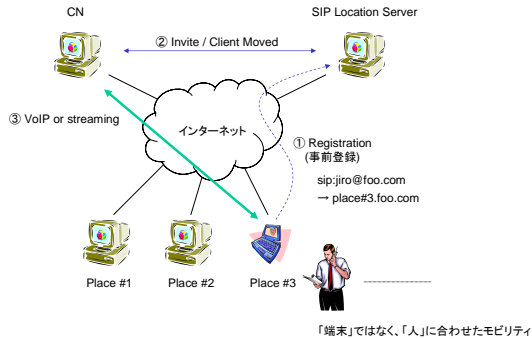 CN
SIP Location Server
② Invite / Client Moved
③ VoIP or streaming
インターネット
① Registration
(事前登録)
sip:jiro@foo.com
→ place#3.foo.com
Place #1
Place #2
Place #3
「端末」ではなく、「人」に合わせたモビリティ